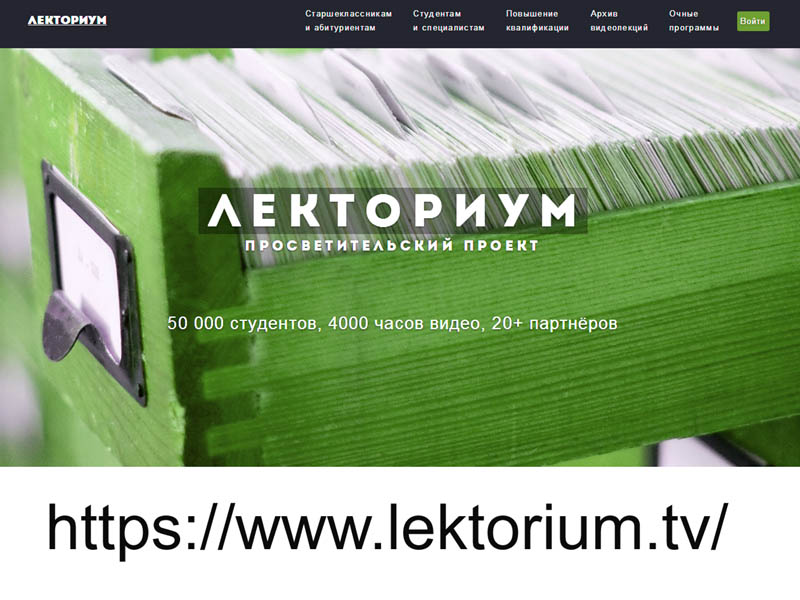 ЛЕКТОРИУМ
Старшеклассникам
и абитуриентам
Студентам
и специалистам
Повышение
квалификации
Архив
видеолекций
Очные
программы
Войти
ЛЕКТОРИУМ
ПРОСВЕТИТЕЛЬСКИЙ ПРОЕКТ
50 000 студентов, 4000 часов видео, 20+ партнёров
https://www.lektorium.tv/